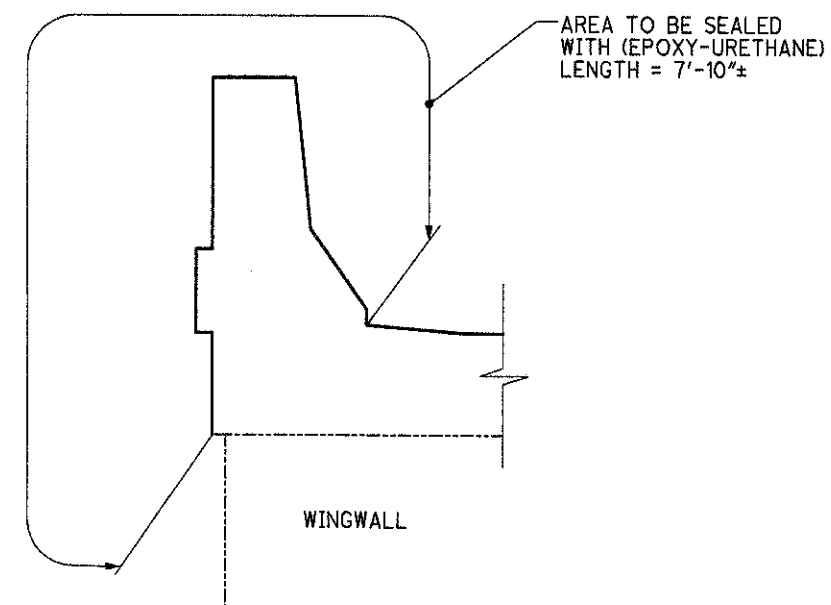 AREA TO BE SEALED
WITH (EPOXY-URETHANE)
LENGTH = 7'-10"±
WINGWALL